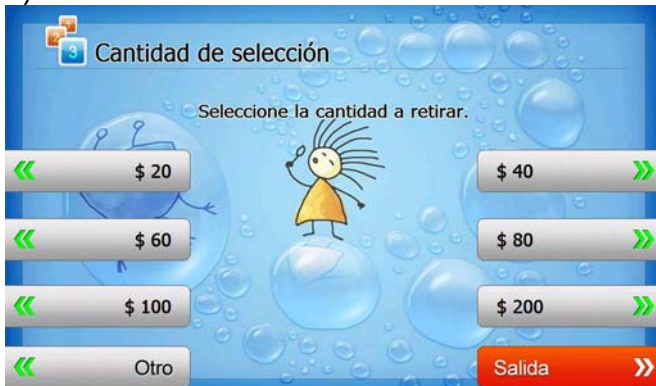 3 Cantidad de selección
Seleccione la cantidad a retirar.
$ 20
$ 40
$ 60
$ 80
$ 100
$ 200
Otro
Salida